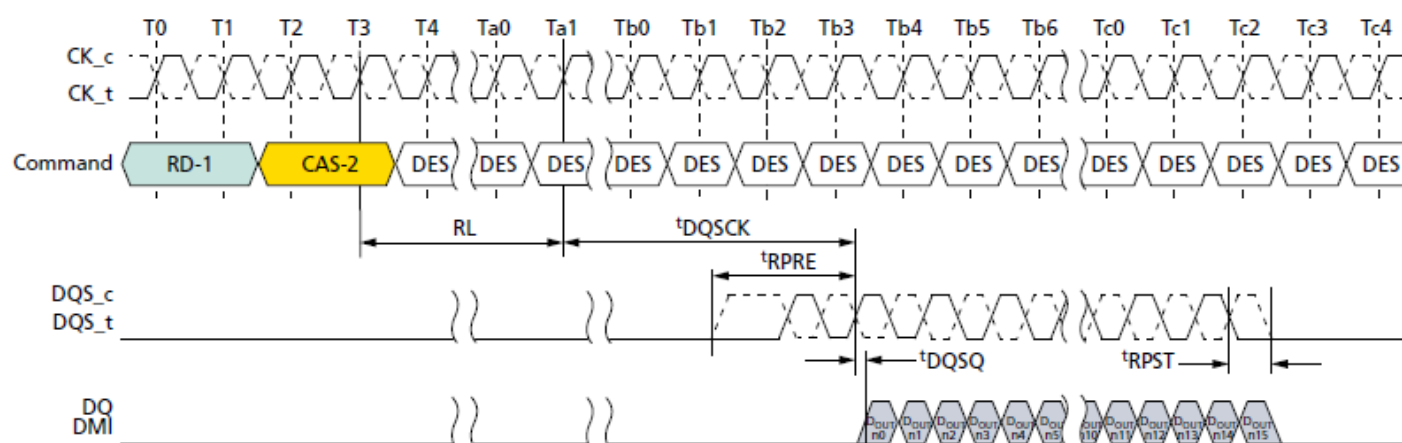 T0 T1 T2 T3 T4 Ta0 Ta1 Tb0 Tb1 Tb2 Tb3 Tb4 Tb5 Tb6 Tc0 Tc1 Tc2 Tc3 Tc4
CK_c
CK_t
Command RD-1 CAS-2 DES DES DES DES DES DES DES DES DES DES DES DES DES DES DES
RL tDQSCK
tRPRE
DQS_c
DQS_t
tDQSQ tRPST
DQ
DMI
DOUT DOUT DOUT DOUT DOUT DOUT DOUT DOUT DOUT DOUT DOUT DOUT
n0 n1 n2 n3 n4 n5 n10 n11 n12 n13 n14 n15